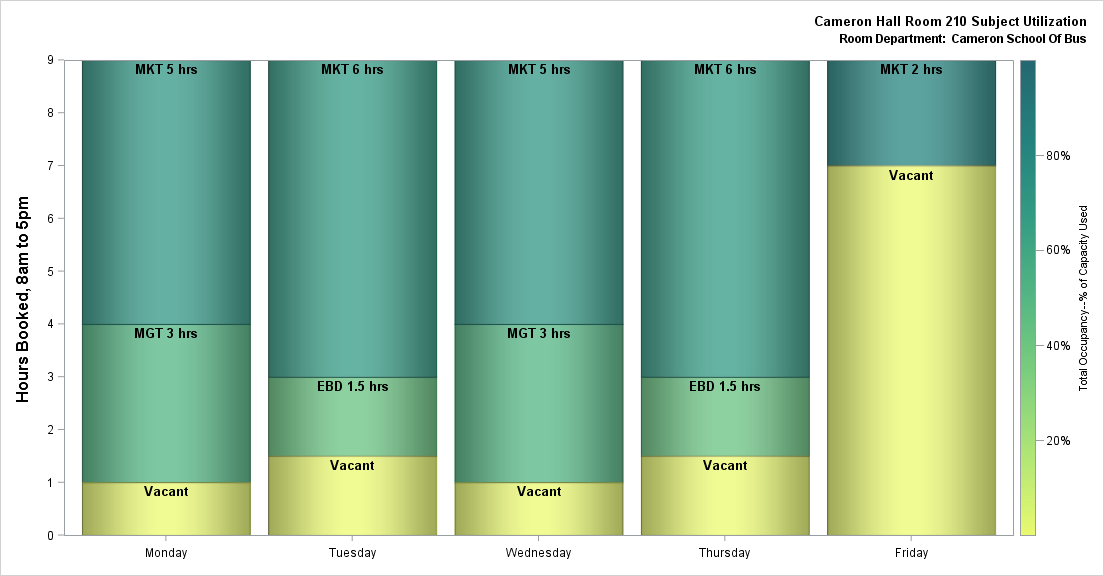 Cameron Hall Room 210 Subject Utilization
Room Department: Cameron School Of Bus
Hours Booked, 8am to 5pm
9
8
7
6
5
4
3
2
1
0
MKT 5 hrs
MGT 3 hrs
Vacant
MKT 6 hrs
EBD 1.5 hrs
Vacant
MKT 5 hrs
MGT 3 hrs
Vacant
MKT 6 hrs
EBD 1.5 hrs
Vacant
MKT 2 hrs
Vacant
Monday
Tuesday
Wednesday
Thursday
Friday
80%
60%
40%
20%
Total Occupancy--% of Capacity Used